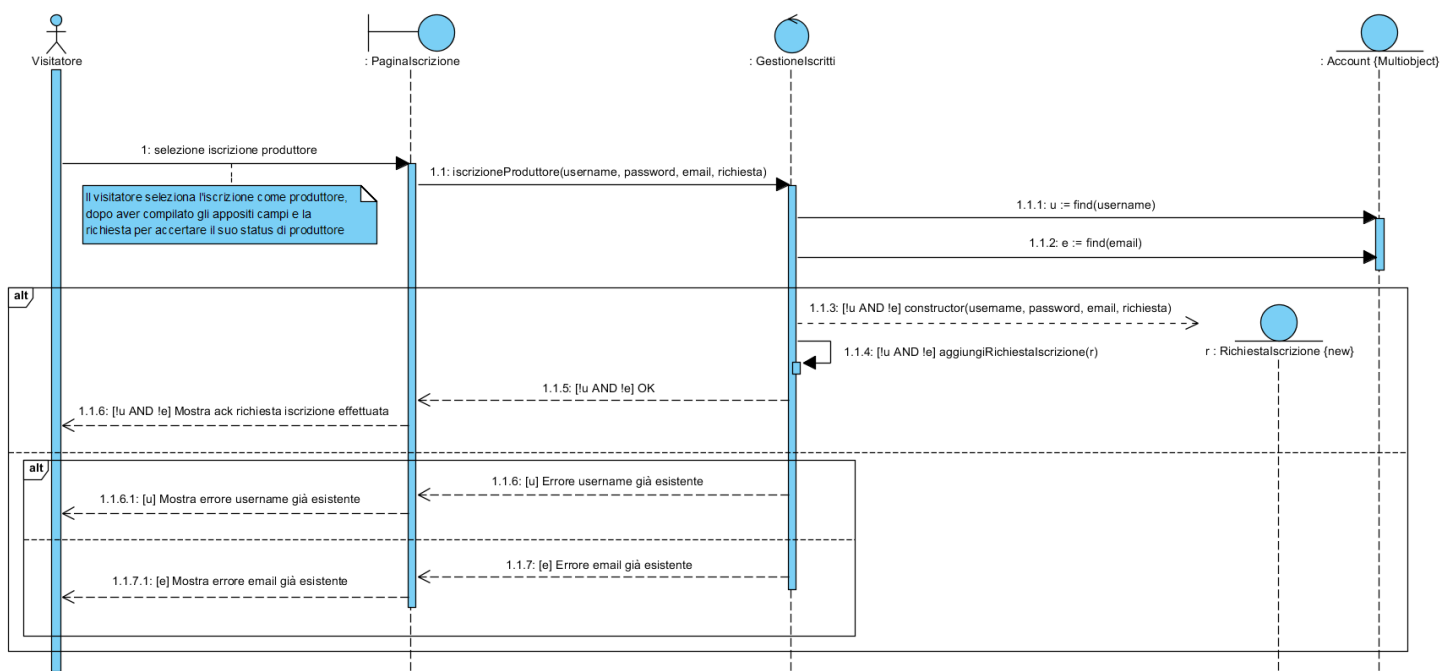 Visitatore
: PaginaIscrizione
: GestioneIscritti
: Account {Multiobject}
1: selezione iscrizione produttore
1.1: iscrizioneProduttore(username, password, email, richiesta)
Il visitatore seleziona l'iscrizione come produttore,
dopo aver compilato gli appositi campi e la
richiesta per accertare il suo status di produttore
1.1.1: u := find(username)
1.1.2: e := find(email)
alt
1.1.3: [!u AND !e] constructor(username, password, email, richiesta)
1.1.4: [!u AND !e] aggiungiRichiestaIscrizione(r)
r : RichiestaIscrizione {new}
1.1.5: [!u AND !e] OK
1.1.6: [!u AND !e] Mostra ack richiesta iscrizione effettuata
alt
1.1.6: [u] Errore username già esistente
1.1.6.1: [u] Mostra errore username già esistente
1.1.7: [e] Errore email già esistente
1.1.7.1: [e] Mostra errore email già esistente